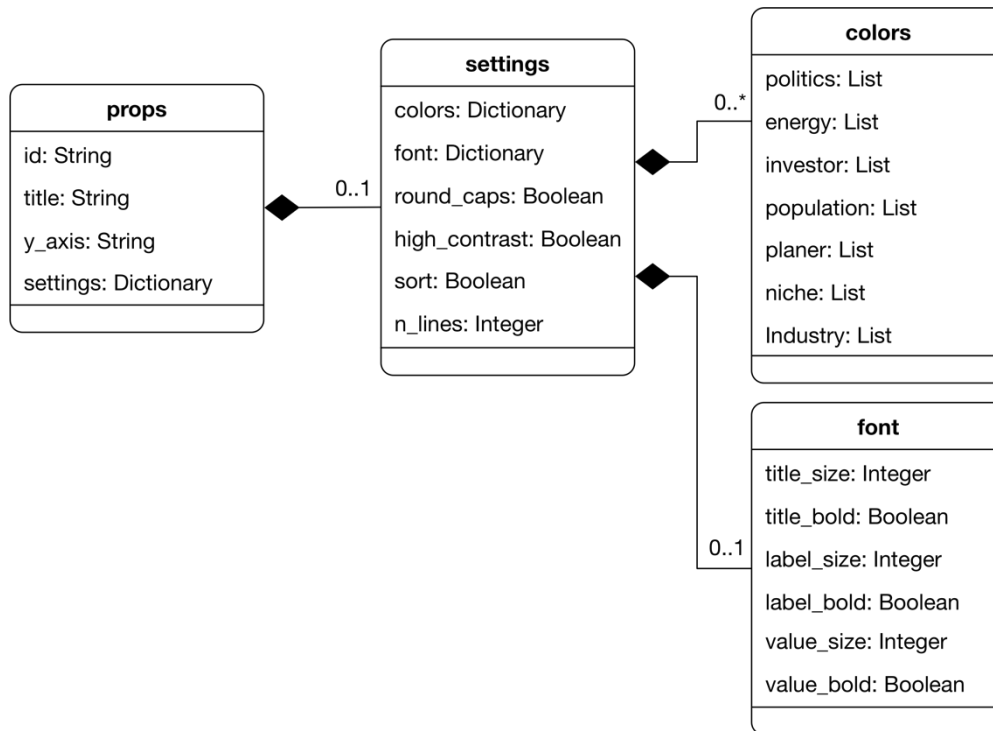 props
id: String
title: String
y_axis: String
settings: Dictionary
0..1
settings
colors: Dictionary
font: Dictionary
round_caps: Boolean
high_contrast: Boolean
sort: Boolean
n_lines: Integer
0..*
colors
politics: List
energy: List
investor: List
population: List
planer: List
niche: List
Industry: List
0..1
font
title_size: Integer
title_bold: Boolean
label_size: Integer
label_bold: Boolean
value_size: Integer
value_bold: Boolean